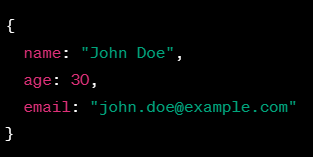 {
  name: "John Doe",
  age: 30,
  email: "john.doe@example.com"
}